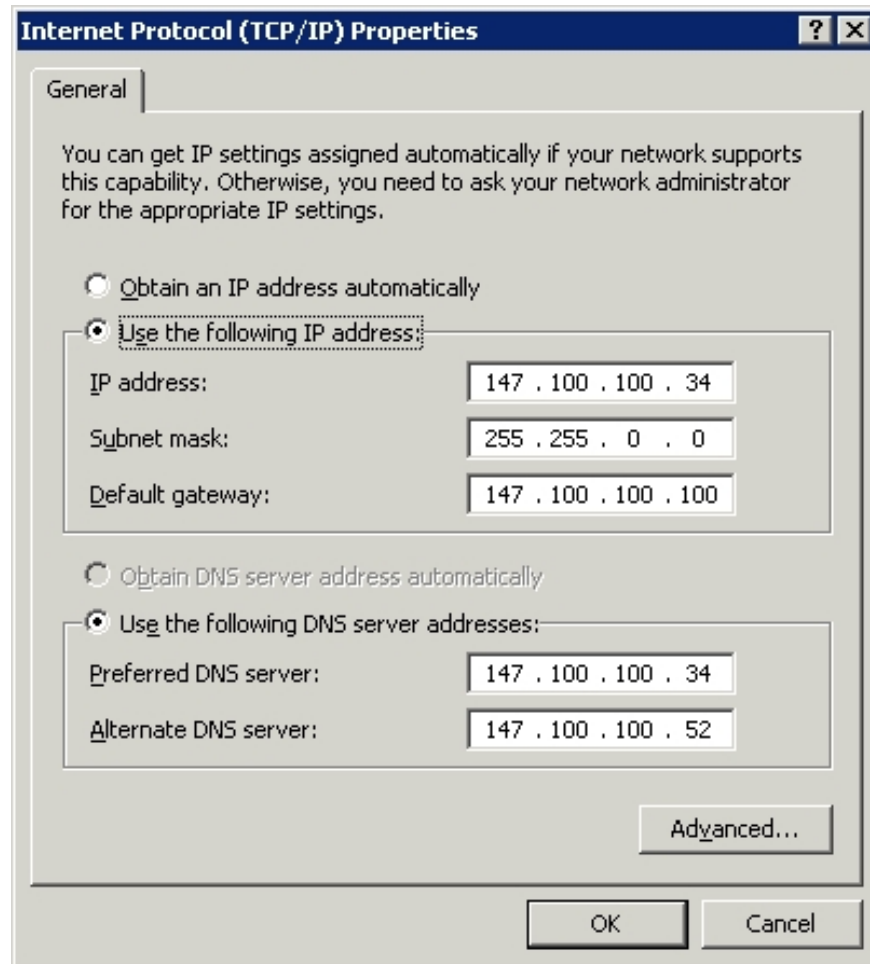 Internet Protocol (TCP/IP) Properties
General
You can get IP settings assigned automatically if your network supports
this capability. Otherwise, you need to ask your network administrator
for the appropriate IP settings.
Obtain an IP address automatically
Use the following IP address:
IP address: 147 . 100 . 100 . 34
Subnet mask: 255 . 255 . 0 . 0
Default gateway: 147 . 100 . 100 . 100
Obtain DNS server address automatically
Use the following DNS server addresses:
Preferred DNS server: 147 . 100 . 100 . 34
Alternate DNS server: 147 . 100 . 100 . 52
Advanced...
OK Cancel